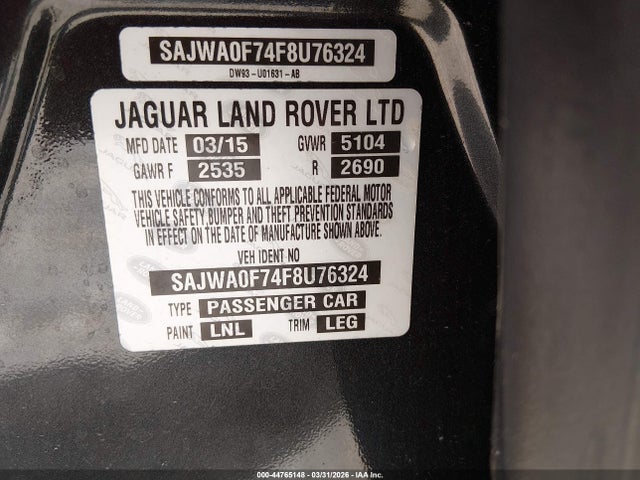 SAJWA0F74F8U76324
DW93-U01631-AB
JAGUAR LAND ROVER LTD
MFD DATE 03/15 GVWR 5104
GAWR F 2535 R 2690
THIS VEHICLE CONFORMS TO ALL APPLICABLE FEDERAL MOTOR
VEHICLE SAFETY, BUMPER AND THEFT PREVENTION STANDARDS
IN EFFECT ON THE DATE OF MANUFACTURE SHOWN ABOVE.
VEH IDENT NO
SAJWA0F74F8U76324
TYPE PASSENGER CAR
PAINT LNL TRIM LEG
000-44765148 - 03/31/2026 - IAA Inc.